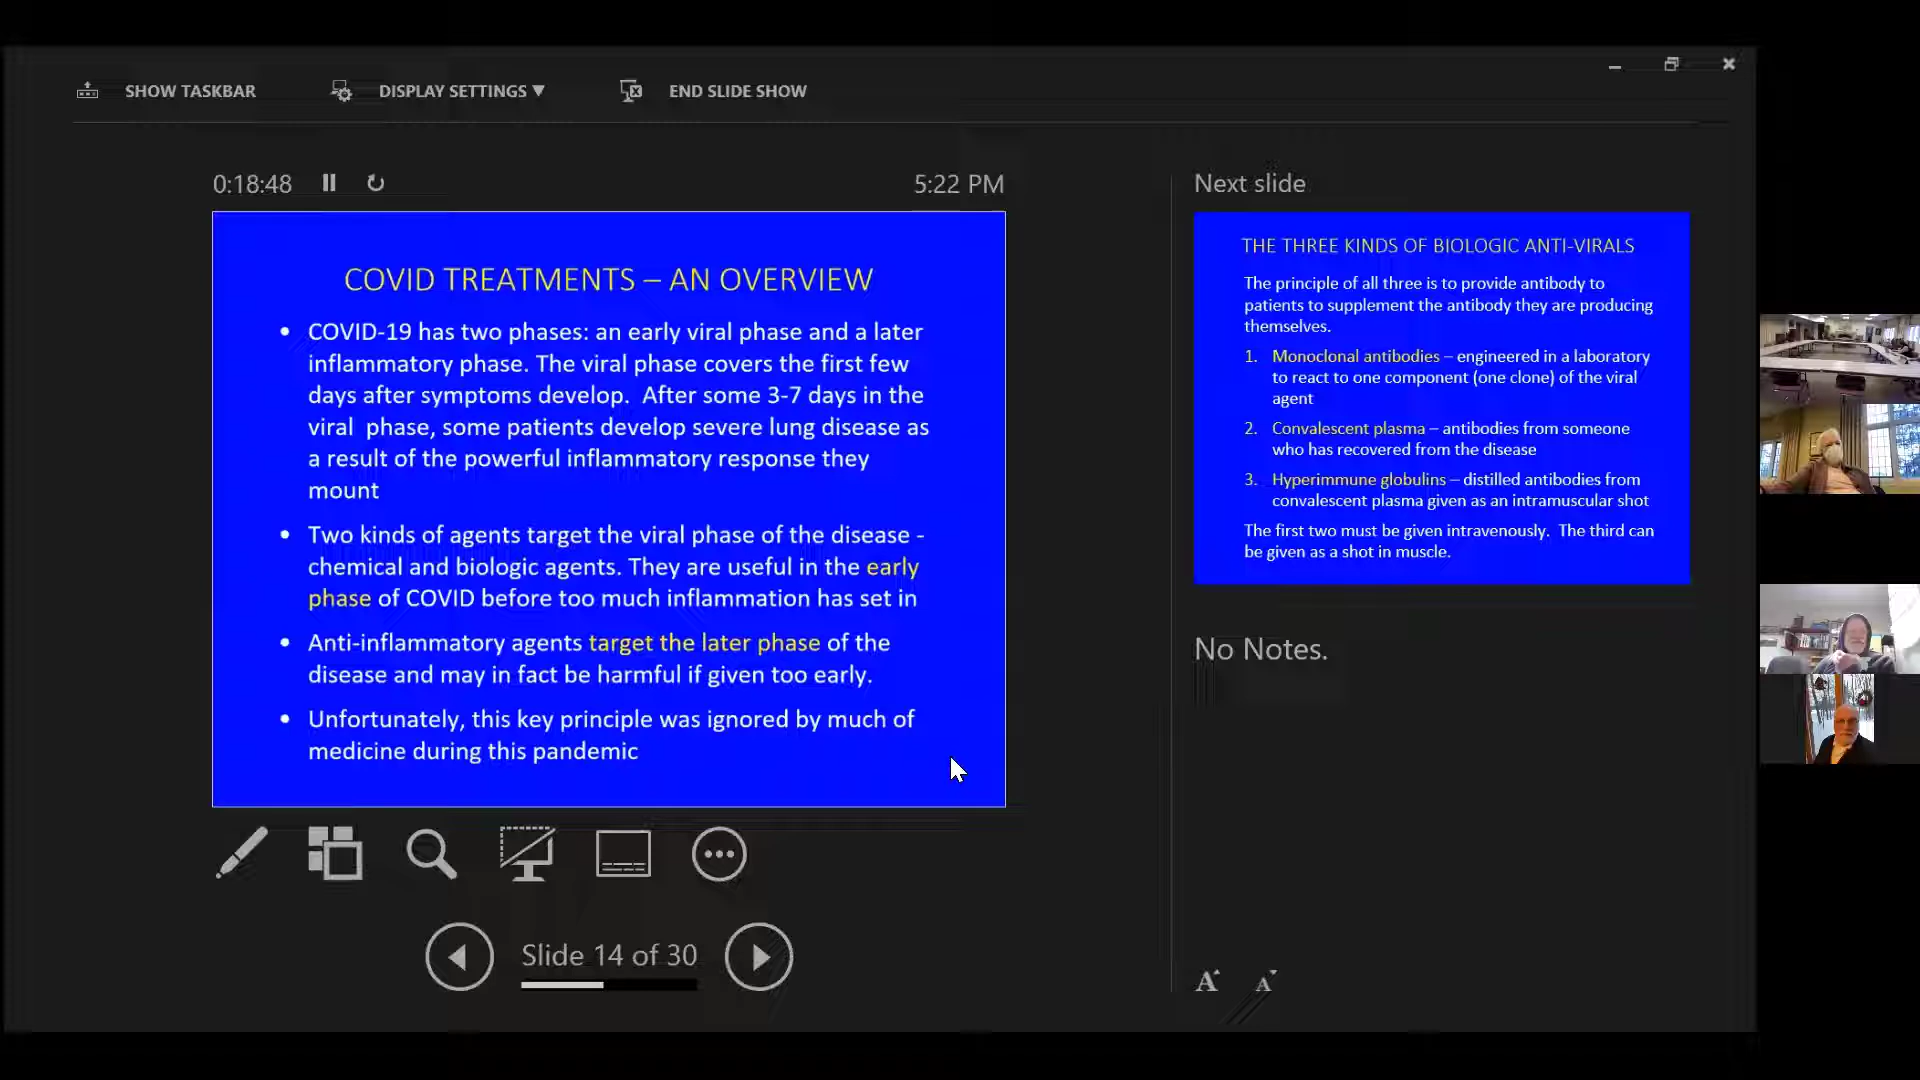 SHOW TASKBAR DISPLAY SETTINGS ▼ END SLIDE SHOW
0:18:48 5:22 PM
COVID TREATMENTS – AN OVERVIEW
• COVID-19 has two phases: an early viral phase and a later
inflammatory phase. The viral phase covers the first few
days after symptoms develop.  After some 3-7 days in the
viral  phase, some patients develop severe lung disease as
a result of the powerful inflammatory response they
mount
• Two kinds of agents target the viral phase of the disease -
chemical and biologic agents. They are useful in the early
phase of COVID before too much inflammation has set in
• Anti-inflammatory agents target the later phase of the
disease and may in fact be harmful if given too early.
• Unfortunately, this key principle was ignored by much of
medicine during this pandemic
Slide 14 of 30
Next slide
THE THREE KINDS OF BIOLOGIC ANTI-VIRALS
The principle of all three is to provide antibody to
patients to supplement the antibody they are producing
themselves.
1. Monoclonal antibodies – engineered in a laboratory
to react to one component (one clone) of the viral
agent
2. Convalescent plasma – antibodies from someone
who has recovered from the disease
3. Hyperimmune globulins – distilled antibodies from
convalescent plasma given as an intramuscular shot
The first two must be given intravenously.  The third can
be given as a shot in muscle.
No Notes.
A A